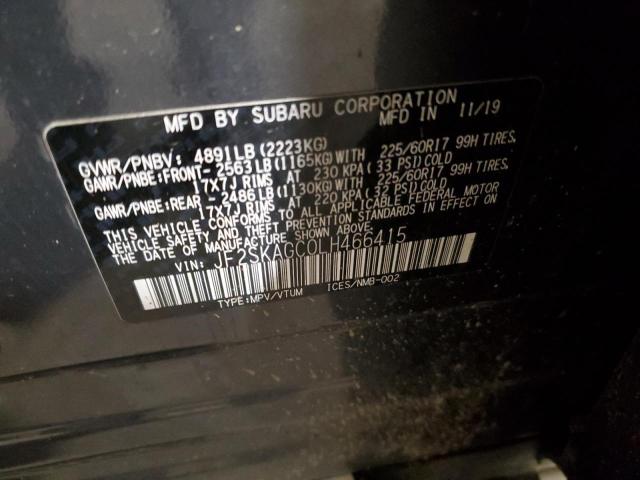 MFD BY SUBARU CORPORATION MFD IN 11/19
GVWR/PNBV: 4891LB(2223KG)
GAWR/PNBE:FRONT- 2563LB(1165KG)WITH 225/60R17 99H TIRES,
17X7J RIMS AT 230 KPA (33 PSI)COLD
GAWR/PNBE:REAR - 2486LB(1130KG)WITH 225/60R17 99H TIRES,
17X7J RIMS AT 220 KPA (32 PSI)COLD
THIS VEHICLE CONFORMS TO ALL APPLICABLE FEDERAL MOTOR
VEHICLE SAFETY AND THEFT PREVENTION STANDARDS IN EFFECT ON
THE DATE OF MANUFACTURE SHOWN ABOVE.
VIN: JF2SKAGC0LH466415
TYPE:MPV/VTUM ICES/NMB-002